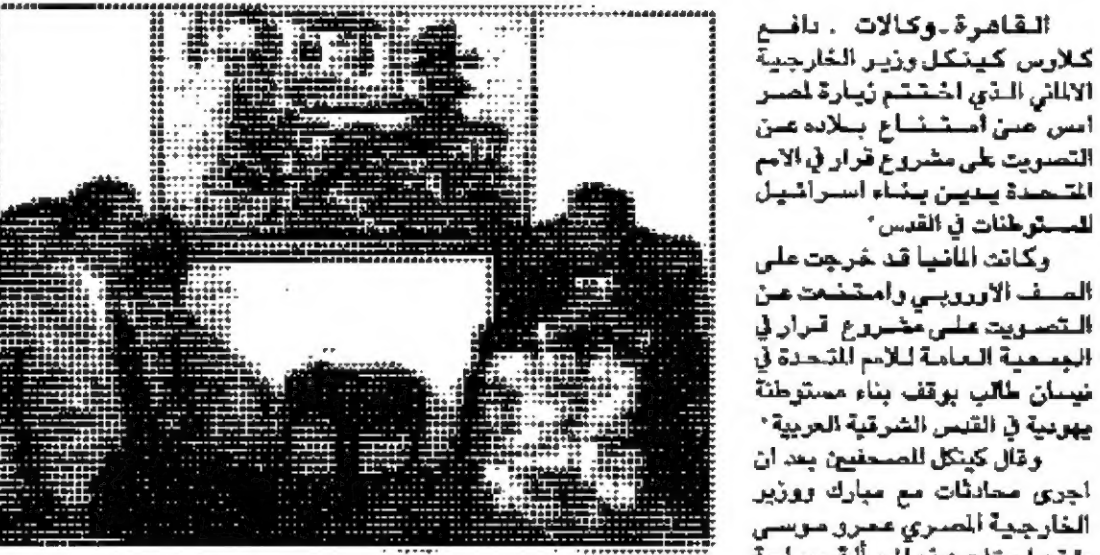 القاهرة-وكالات . دافع
كلاوس كينكل وزير الخارجية
الالماني الذي اختتم زيارة لمصر
امس عن امتناع بلاده عن
التصويت على مشروع قرار في الامم
المتحدة يدين بناء اسرائيل
للمستوطنات في القدس٠
وكانت المانيا قد خرجت على
الصف الاوروبي وامتنعت عن
التصويت على مشروع قرار في
الجمعية العامة للامم المتحدة في
نيسان طالب بوقف بناء مستوطنة
يهودية في القدس الشرقية العربية٠
وقال كينكل للصحفيين بعد ان
اجرى محادثات مع مبارك ووزير
الخارجية المصري عمرو موسى